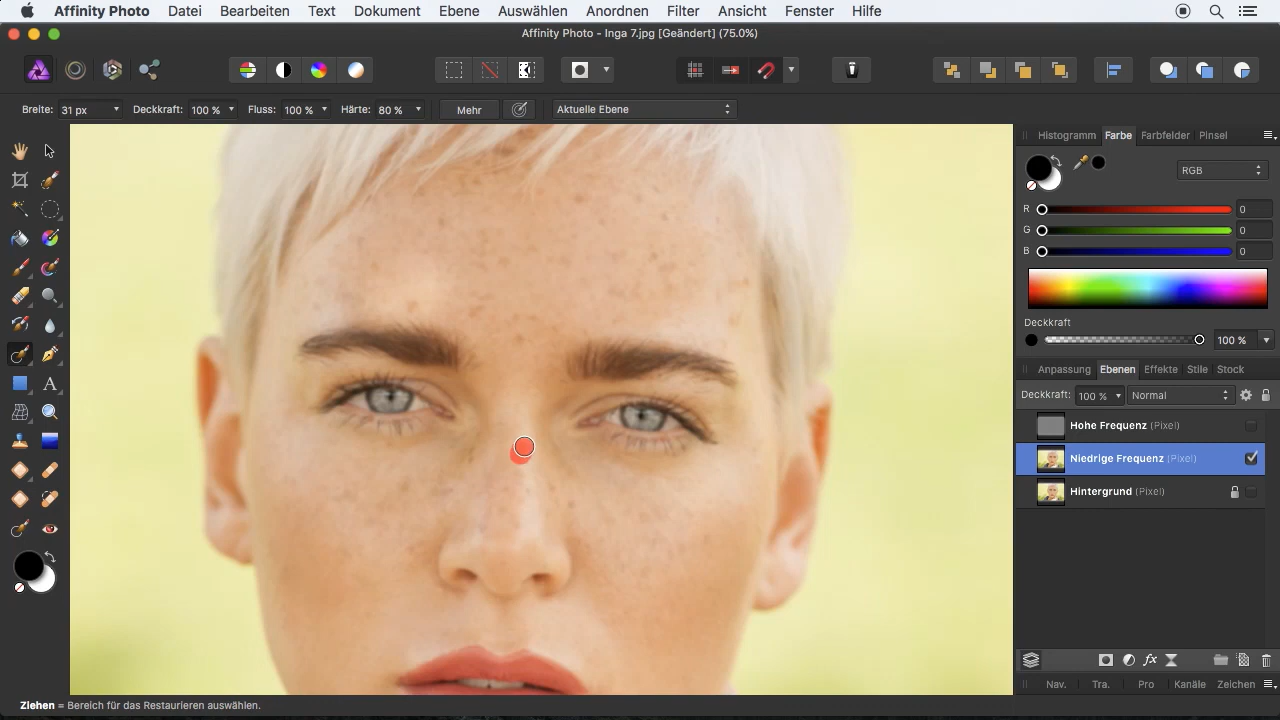 Affinity Photo Datei Bearbeiten Text Dokument Ebene Auswählen Anordnen Filter Ansicht Fenster Hilfe
Affinity Photo - Inga 7.jpg [Geändert] (75.0%)
Breite: 31 px Deckkraft: 100 % Fluss: 100 % Härte: 80 % Mehr Aktuelle Ebene
Histogramm Farbe Farbfelder Pinsel
RGB
R 0
G 0
B 0
Deckkraft
100 %
Anpassung Ebenen Effekte Stile Stock
Deckkraft: 100 % Normal
Hohe Frequenz (Pixel)
Niedrige Frequenz (Pixel)
Hintergrund (Pixel)
fx
Nav. Tra. Pro Kanäle Zeichen
Ziehen = Bereich für das Restaurieren auswählen.